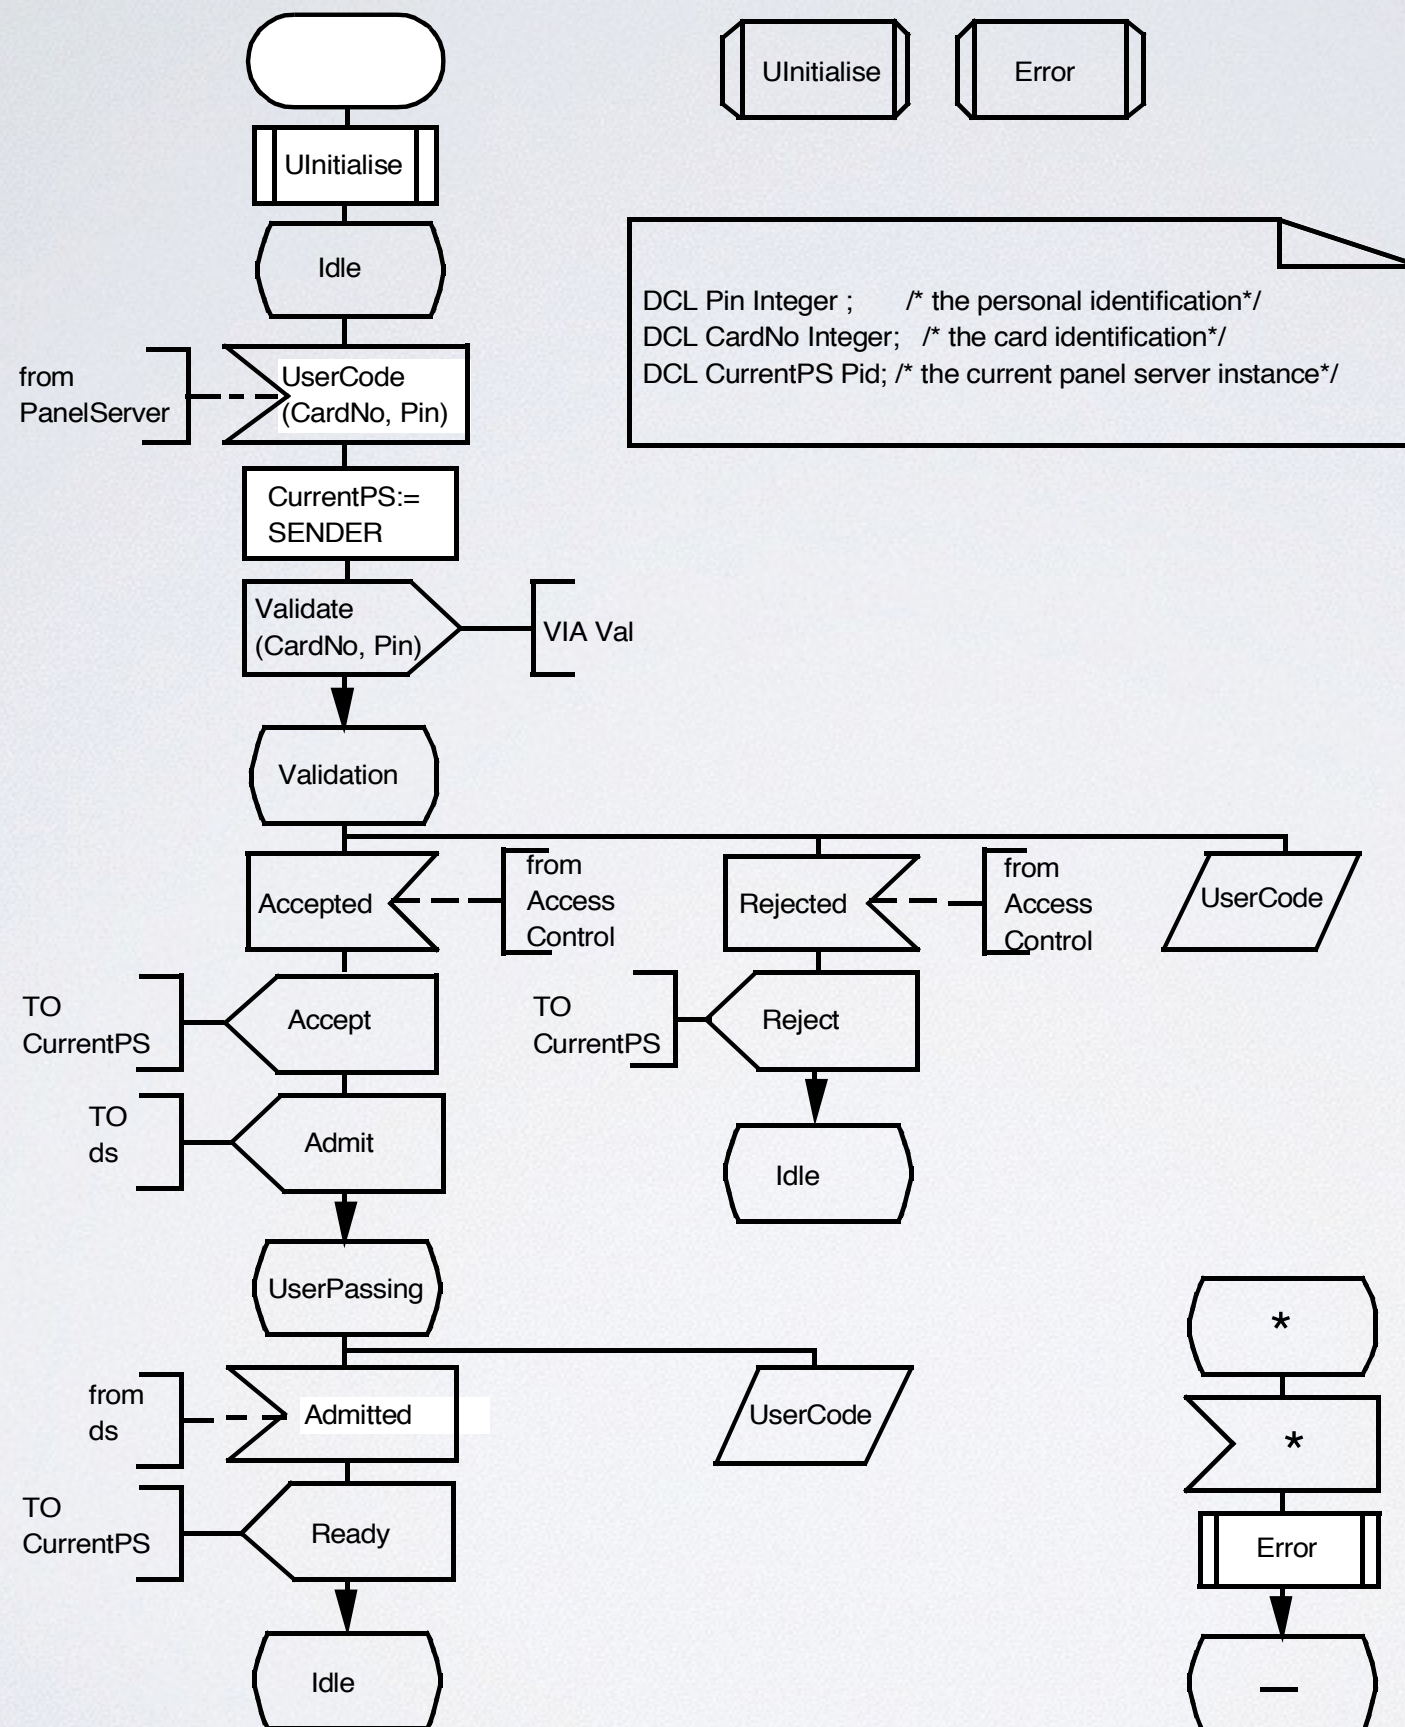 UInitialise
Error
UInitialise
Idle
DCL Pin Integer ; /* the personal identification*/
DCL CardNo Integer; /* the card identification*/
DCL CurrentPS Pid; /* the current panel server instance*/
from
PanelServer
UserCode
(CardNo, Pin)
CurrentPS:=
SENDER
Validate
(CardNo, Pin)
VIA Val
Validation
Accepted
from
Access
Control
Rejected
from
Access
Control
UserCode
TO
CurrentPS
Accept
TO
CurrentPS
Reject
TO
ds
Admit
Idle
UserPassing
*
from
ds
Admitted
UserCode
*
TO
CurrentPS
Ready
Error
Idle
—